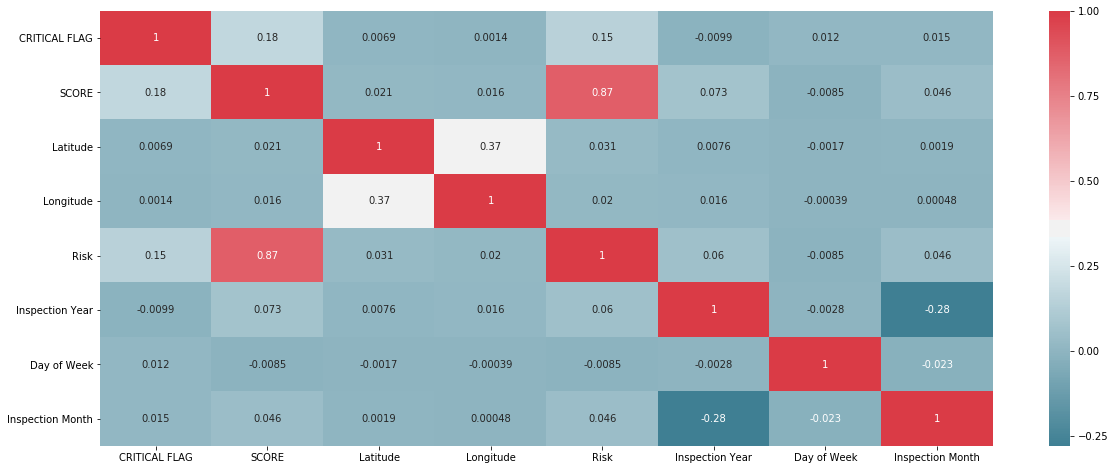 CRITICAL FLAG 1 0.18 0.0069 0.0014 0.15 -0.0099 0.012 0.015
SCORE 0.18 1 0.021 0.016 0.87 0.073 -0.0085 0.046
Latitude 0.0069 0.021 1 0.37 0.031 0.0076 -0.0017 0.0019
Longitude 0.0014 0.016 0.37 1 0.02 0.016 -0.00039 0.00048
Risk 0.15 0.87 0.031 0.02 1 0.06 -0.0085 0.046
Inspection Year -0.0099 0.073 0.0076 0.016 0.06 1 -0.0028 -0.28
Day of Week 0.012 -0.0085 -0.0017 -0.00039 -0.0085 -0.0028 1 -0.023
Inspection Month 0.015 0.046 0.0019 0.00048 0.046 -0.28 -0.023 1
CRITICAL FLAG SCORE Latitude Longitude Risk Inspection Year Day of Week Inspection Month
1.00
0.75
0.50
0.25
0.00
−0.25